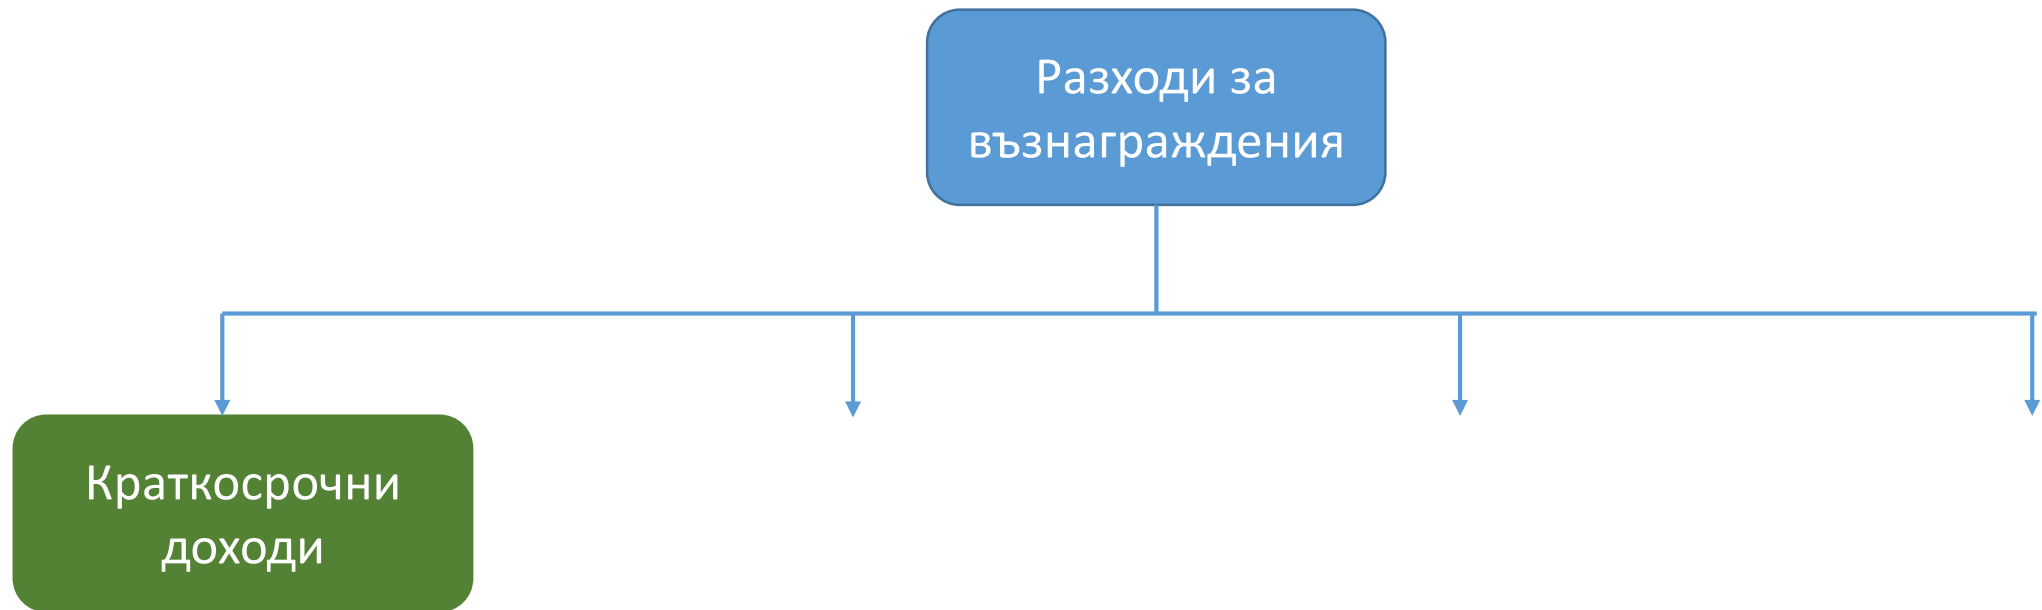 Разходи за
възнаграждения
Краткосрочни
доходи